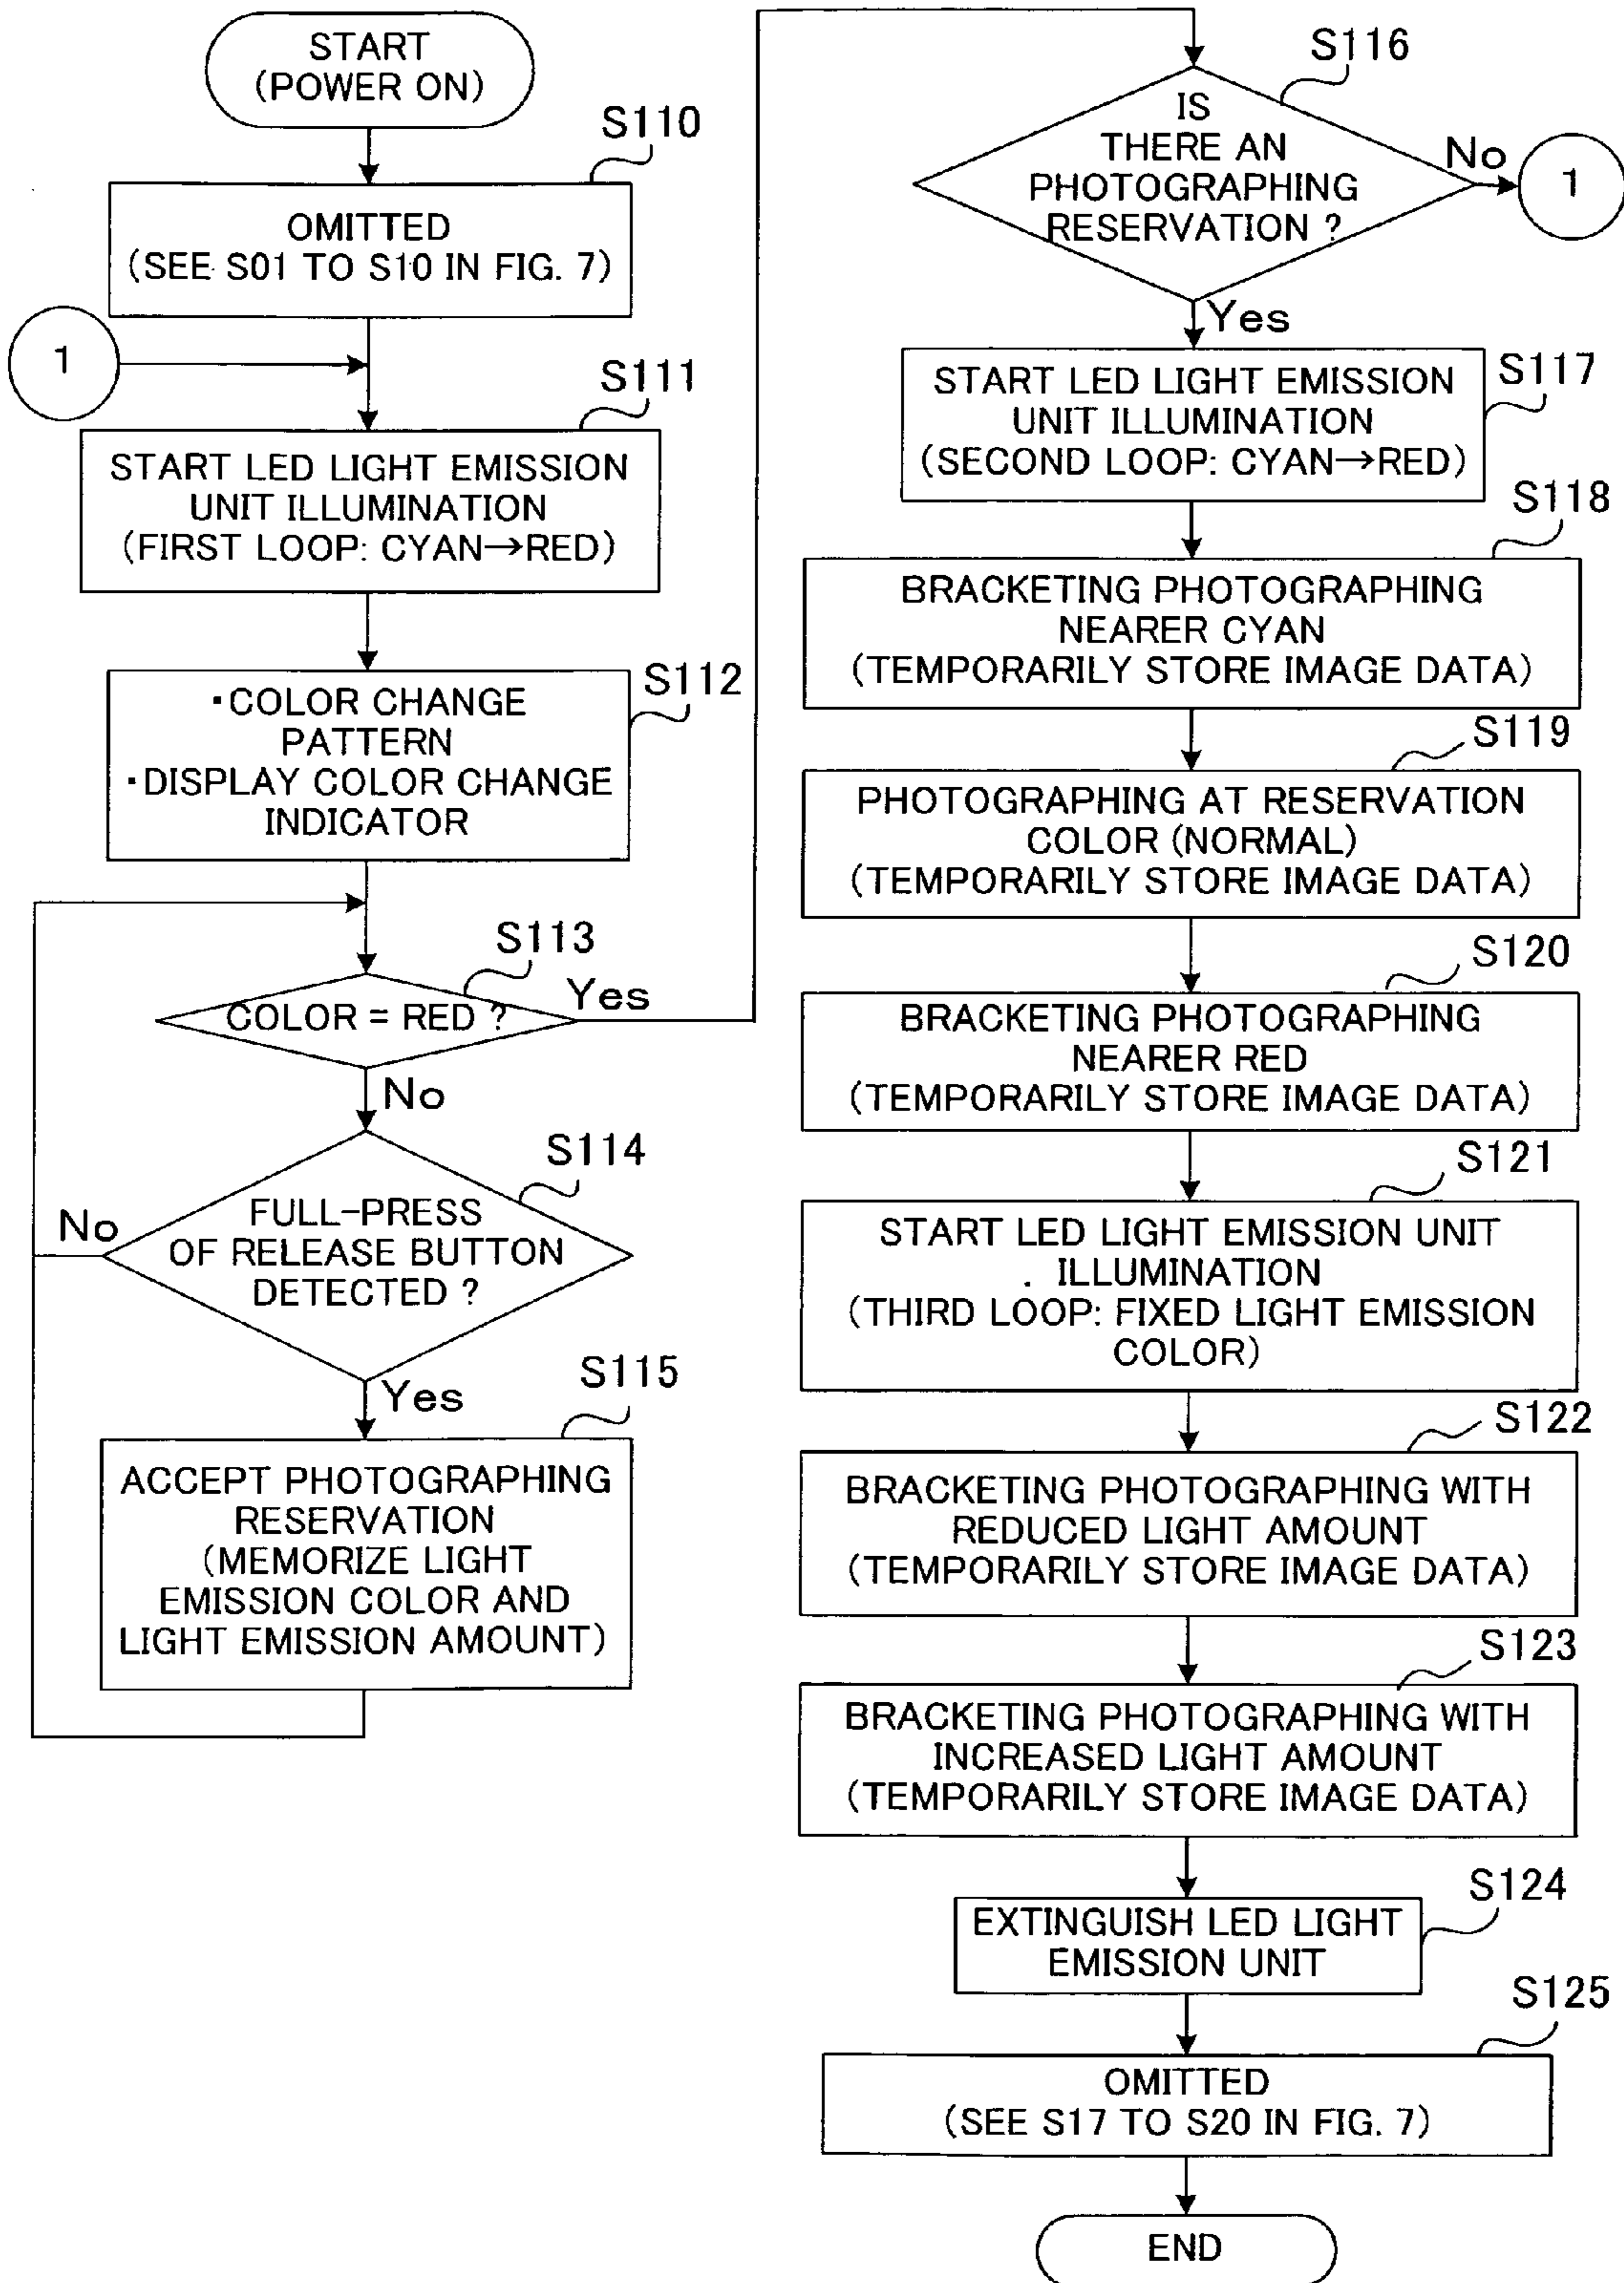 START
(POWER ON)
S110
OMITTED
(SEE S01 TO S10 IN FIG. 7)
1
S111
START LED LIGHT EMISSION
UNIT ILLUMINATION
(FIRST LOOP: CYAN→RED)
S112
・COLOR CHANGE
PATTERN
・DISPLAY COLOR CHANGE
INDICATOR
S113
COLOR = RED ?
Yes
No
S114
FULL-PRESS
OF RELEASE BUTTON
DETECTED ?
No
Yes
S115
ACCEPT PHOTOGRAPHING
RESERVATION
(MEMORIZE LIGHT
EMISSION COLOR AND
LIGHT EMISSION AMOUNT)
S116
IS
THERE AN
PHOTOGRAPHING
RESERVATION ?
No
1
Yes
S117
START LED LIGHT EMISSION
UNIT ILLUMINATION
(SECOND LOOP: CYAN→RED)
S118
BRACKETING PHOTOGRAPHING
NEARER CYAN
(TEMPORARILY STORE IMAGE DATA)
S119
PHOTOGRAPHING AT RESERVATION
COLOR (NORMAL)
(TEMPORARILY STORE IMAGE DATA)
S120
BRACKETING PHOTOGRAPHING
NEARER RED
(TEMPORARILY STORE IMAGE DATA)
S121
START LED LIGHT EMISSION UNIT
ILLUMINATION
(THIRD LOOP: FIXED LIGHT EMISSION
COLOR)
S122
BRACKETING PHOTOGRAPHING WITH
REDUCED LIGHT AMOUNT
(TEMPORARILY STORE IMAGE DATA)
S123
BRACKETING PHOTOGRAPHING WITH
INCREASED LIGHT AMOUNT
(TEMPORARILY STORE IMAGE DATA)
S124
EXTINGUISH LED LIGHT
EMISSION UNIT
S125
OMITTED
(SEE S17 TO S20 IN FIG. 7)
END